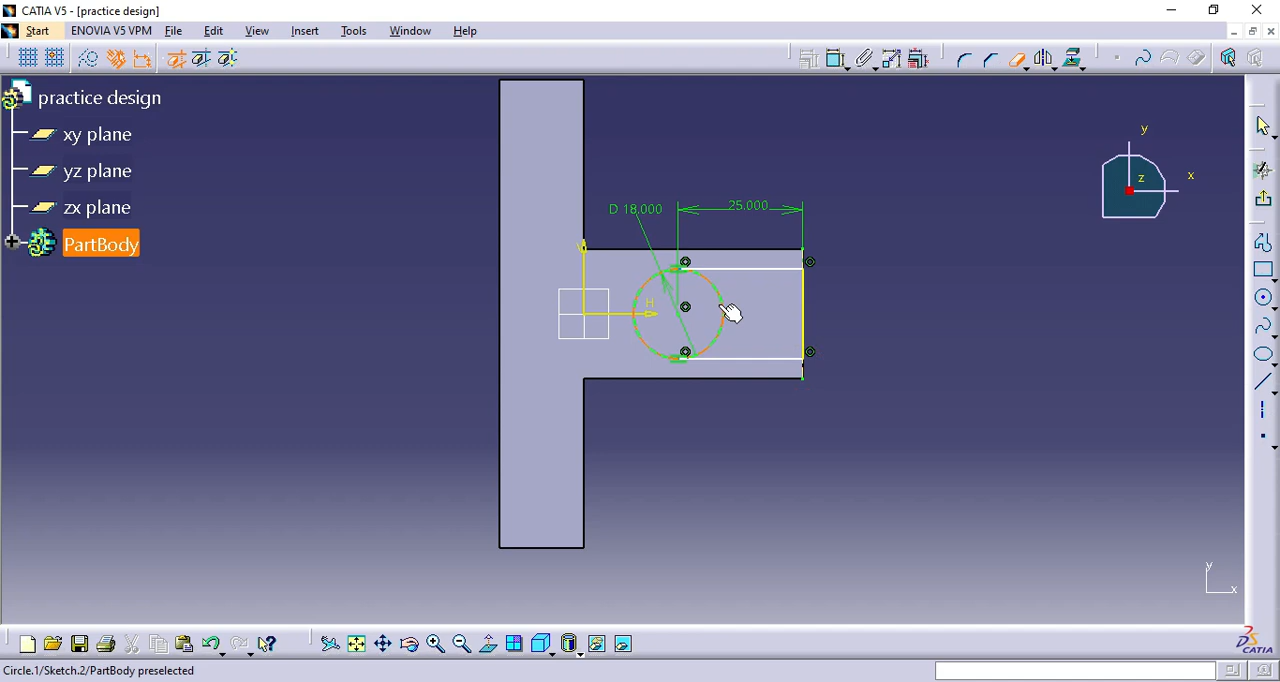 CATIA V5 - [practice design]
Start ENOVIA V5 VPM File Edit View Insert Tools Window Help
practice design
xy plane
yz plane
zx plane
PartBody
y
z
x
D 18.000
25.000
V
H
y
x
CATIA
Circle.1/Sketch.2/PartBody preselected